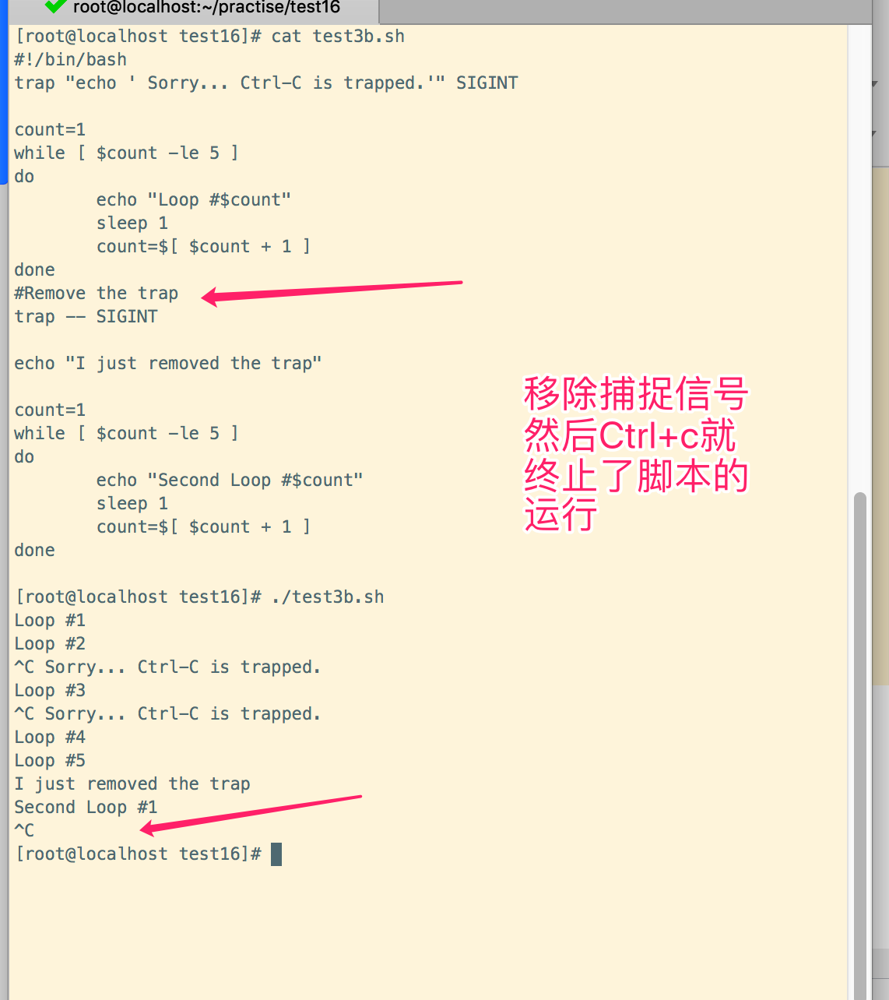 root@localhost:~/practise/test16
[root@localhost test16]# cat test3b.sh
#!/bin/bash
trap "echo ' Sorry... Ctrl-C is trapped.'" SIGINT
count=1
while [ $count -le 5 ]
do
echo "Loop #$count"
sleep 1
count=$[ $count + 1 ]
done
#Remove the trap
trap -- SIGINT
echo "I just removed the trap"
count=1
while [ $count -le 5 ]
do
echo "Second Loop #$count"
sleep 1
count=$[ $count + 1 ]
done
移除捕捉信号
然后Ctrl+c就
终止了脚本的
运行
[root@localhost test16]# ./test3b.sh
Loop #1
Loop #2
^C Sorry... Ctrl-C is trapped.
Loop #3
^C Sorry... Ctrl-C is trapped.
Loop #4
Loop #5
I just removed the trap
Second Loop #1
^C
[root@localhost test16]#